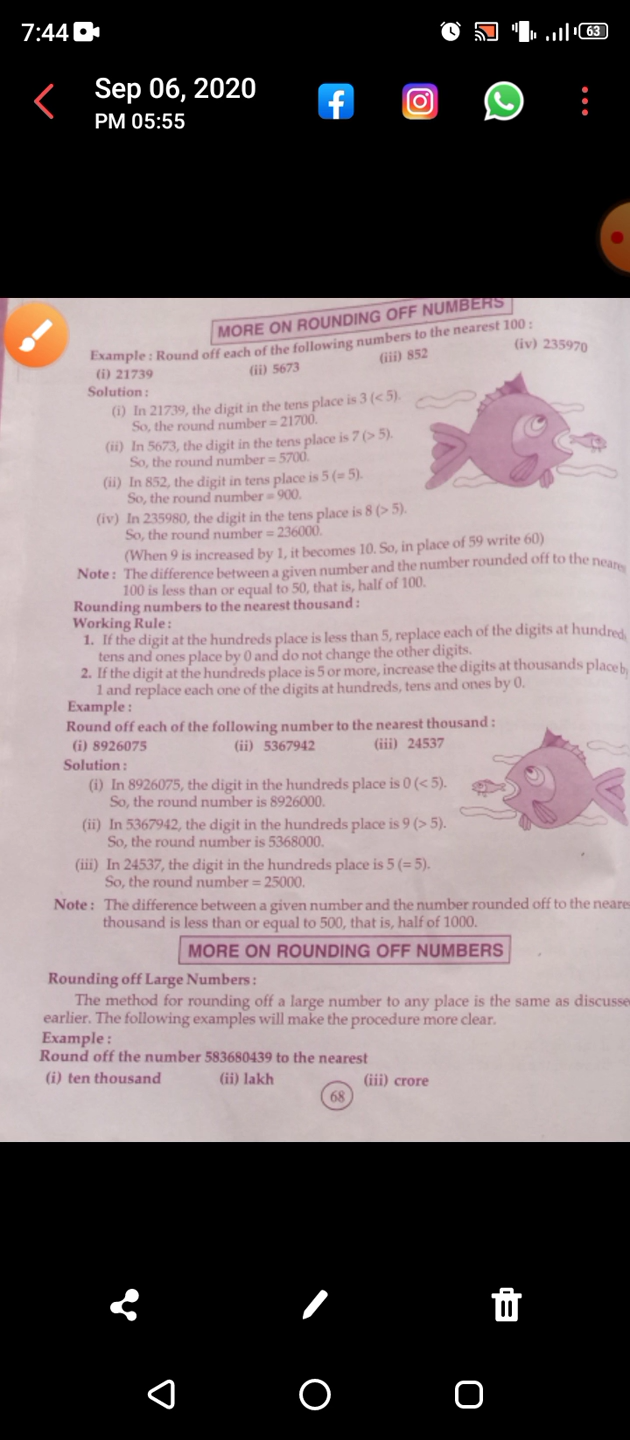 7:44
63
Sep 06, 2020
PM 05:55
MORE ON ROUNDING OFF NUMBERS
Example : Round off each of the following numbers to the nearest 100 :
(i) 21739 (ii) 5673 (iii) 852 (iv) 235970
Solution :
(i) In 21739, the digit in the tens place is 3 (< 5).
So, the round number = 21700.
(ii) In 5673, the digit in the tens place is 7 (> 5).
So, the round number = 5700.
(ii) In 852, the digit in tens place is 5 (= 5).
So, the round number = 900.
(iv) In 235980, the digit in the tens place is 8 (> 5).
So, the round number = 236000.
(When 9 is increased by 1, it becomes 10. So, in place of 59 write 60)
Note : The difference between a given number and the number rounded off to the neares
100 is less than or equal to 50, that is, half of 100.
Rounding numbers to the nearest thousand :
Working Rule :
1. If the digit at the hundreds place is less than 5, replace each of the digits at hundred,
tens and ones place by 0 and do not change the other digits.
2. If the digit at the hundreds place is 5 or more, increase the digits at thousands place by
1 and replace each one of the digits at hundreds, tens and ones by 0.
Example :
Round off each of the following number to the nearest thousand :
(i) 8926075 (ii) 5367942 (iii) 24537
Solution :
(i) In 8926075, the digit in the hundreds place is 0 (< 5).
So, the round number is 8926000.
(ii) In 5367942, the digit in the hundreds place is 9 (> 5).
So, the round number is 5368000.
(iii) In 24537, the digit in the hundreds place is 5 (= 5).
So, the round number = 25000.
Note : The difference between a given number and the number rounded off to the neare
thousand is less than or equal to 500, that is, half of 1000.
MORE ON ROUNDING OFF NUMBERS
Rounding off Large Numbers :
The method for rounding off a large number to any place is the same as discusse
earlier. The following examples will make the procedure more clear.
Example :
Round off the number 583680439 to the nearest
(i) ten thousand (ii) lakh (iii) crore
68